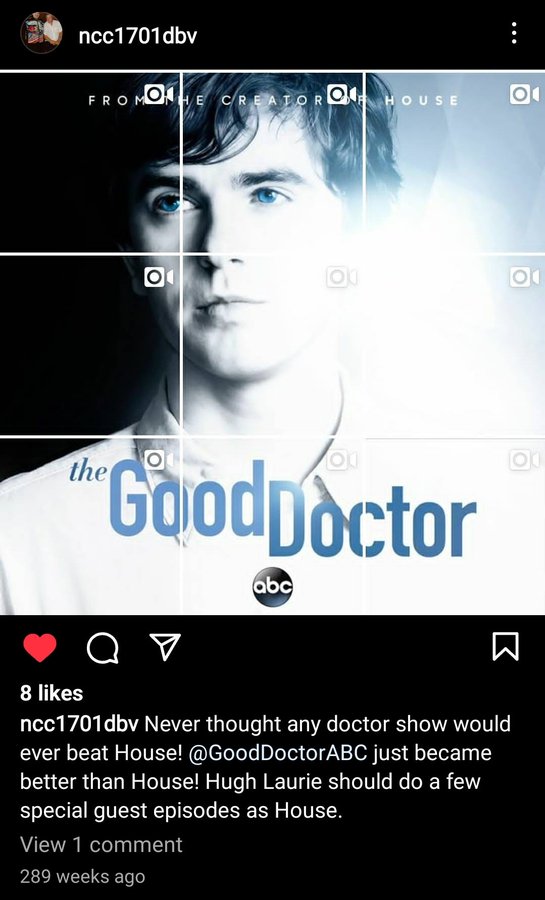 ncc1701dbv
FROM THE CREATOR OF HOUSE
the
Good
Doctor
abc
8 likes
ncc1701dbv Never thought any doctor show would
ever beat House! @GoodDoctorABC just became
better than House! Hugh Laurie should do a few
special guest episodes as House.
View 1 comment
289 weeks ago